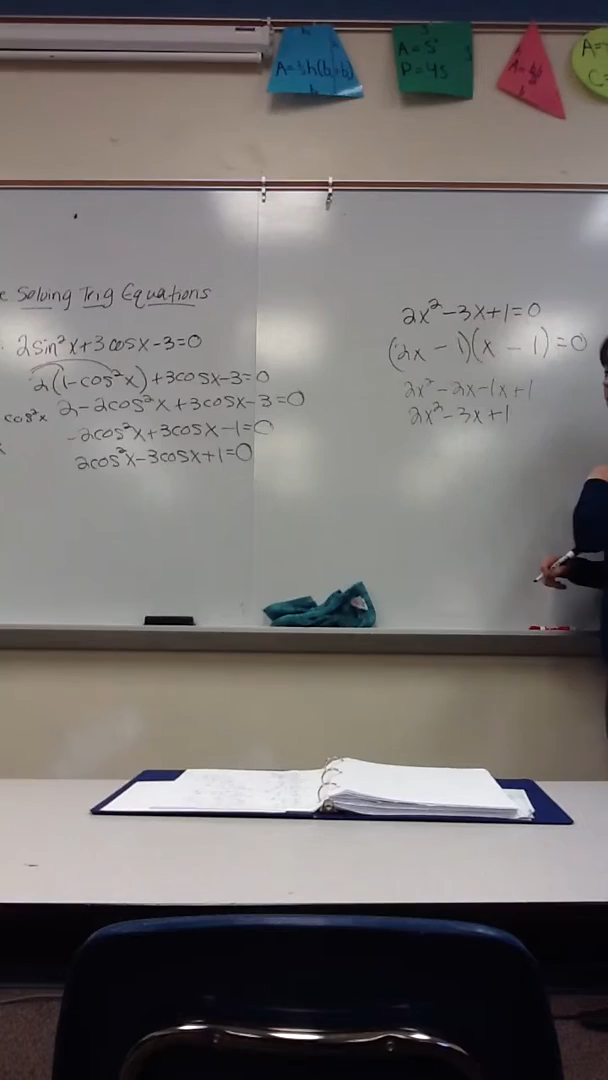 A=½h(b₁+b₂)
A=S²
P=4S
e Solving Trig Equations
2sin²x+3cosx-3=0
2(1-cos²x)+3cosx-3=0
cos²x 2-2cos²x+3cosx-3=0
-2cos²x+3cosx-1=0
2cos²x-3cosx+1=0
2x²-3x+1=0
(2x-1)(x-1)=0
2x²-2x-1x+1
2x²-3x+1